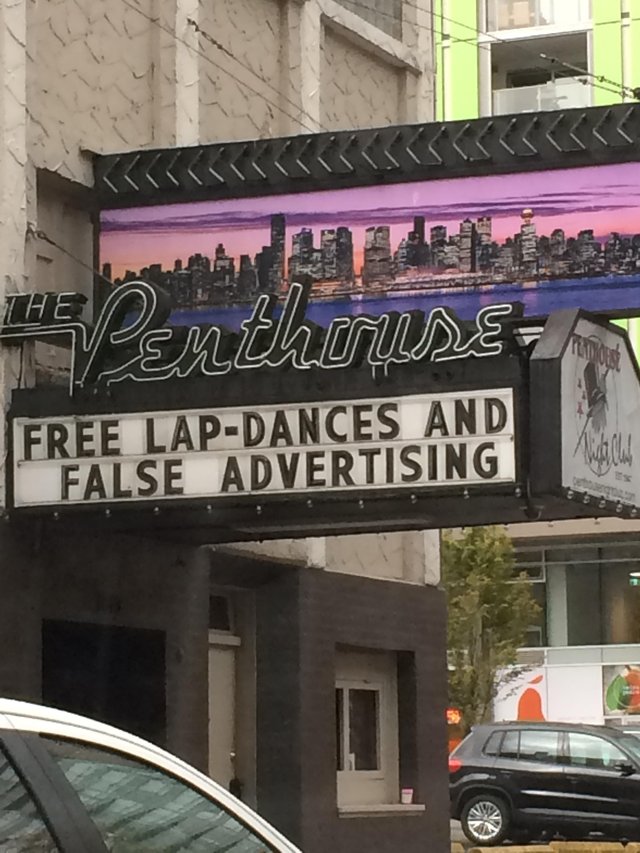 THE
Penthouse
FREE LAP-DANCES AND
FALSE ADVERTISING
PENTHOUSE
Night Club